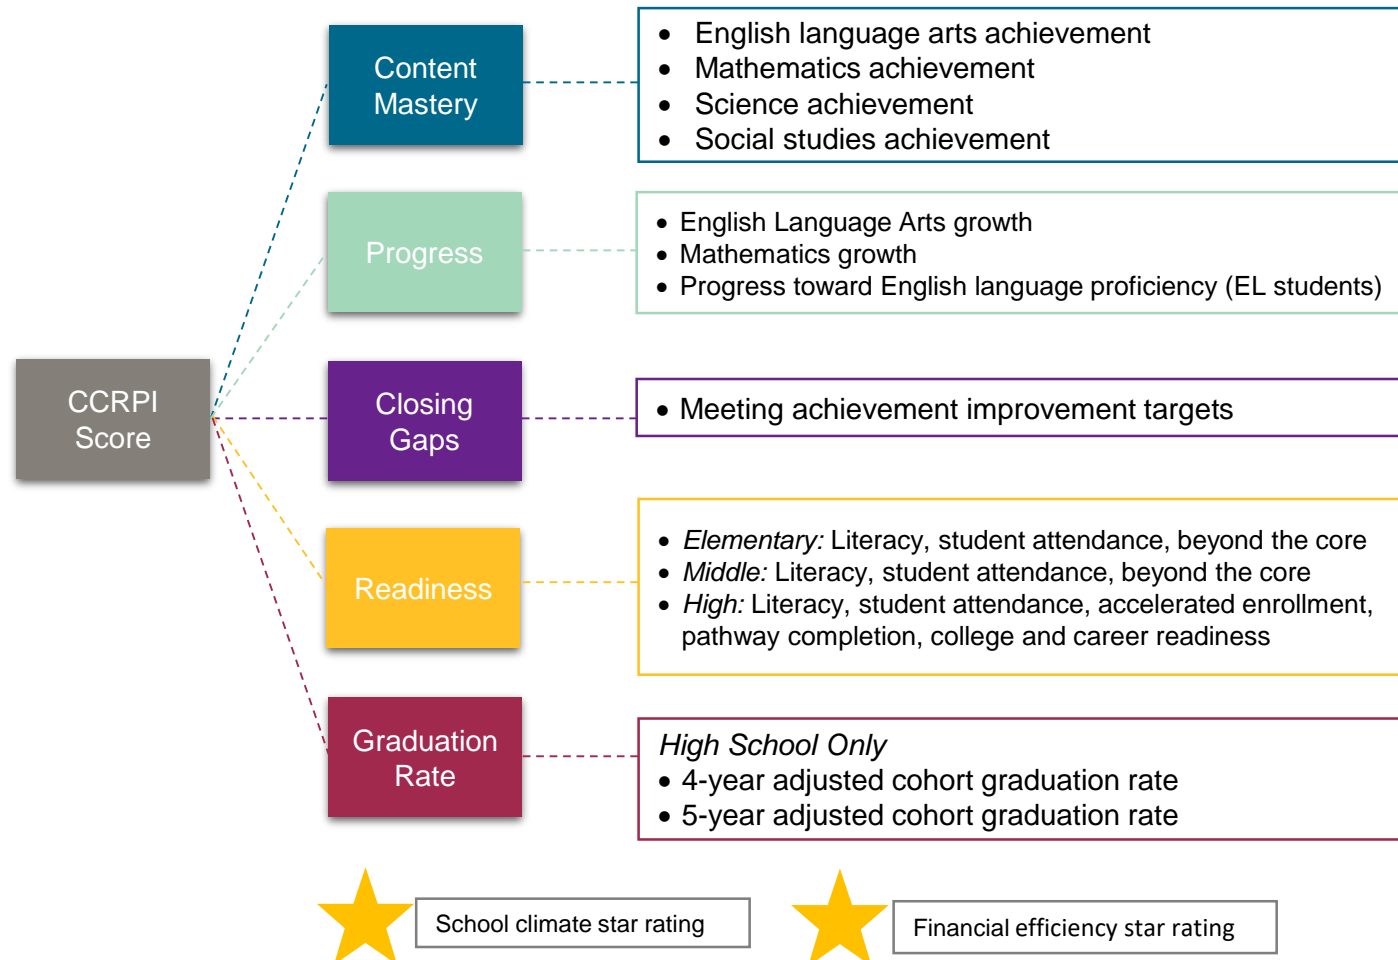 Content
Mastery
• English language arts achievement
• Mathematics achievement
• Science achievement
• Social studies achievement
Progress
• English Language Arts growth
• Mathematics growth
• Progress toward English language proficiency (EL students)
CCRPI
Score
Closing
Gaps
• Meeting achievement improvement targets
Readiness
• Elementary: Literacy, student attendance, beyond the core
• Middle: Literacy, student attendance, beyond the core
• High: Literacy, student attendance, accelerated enrollment,
pathway completion, college and career readiness
Graduation
Rate
High School Only
• 4-year adjusted cohort graduation rate
• 5-year adjusted cohort graduation rate
School climate star rating
Financial efficiency star rating